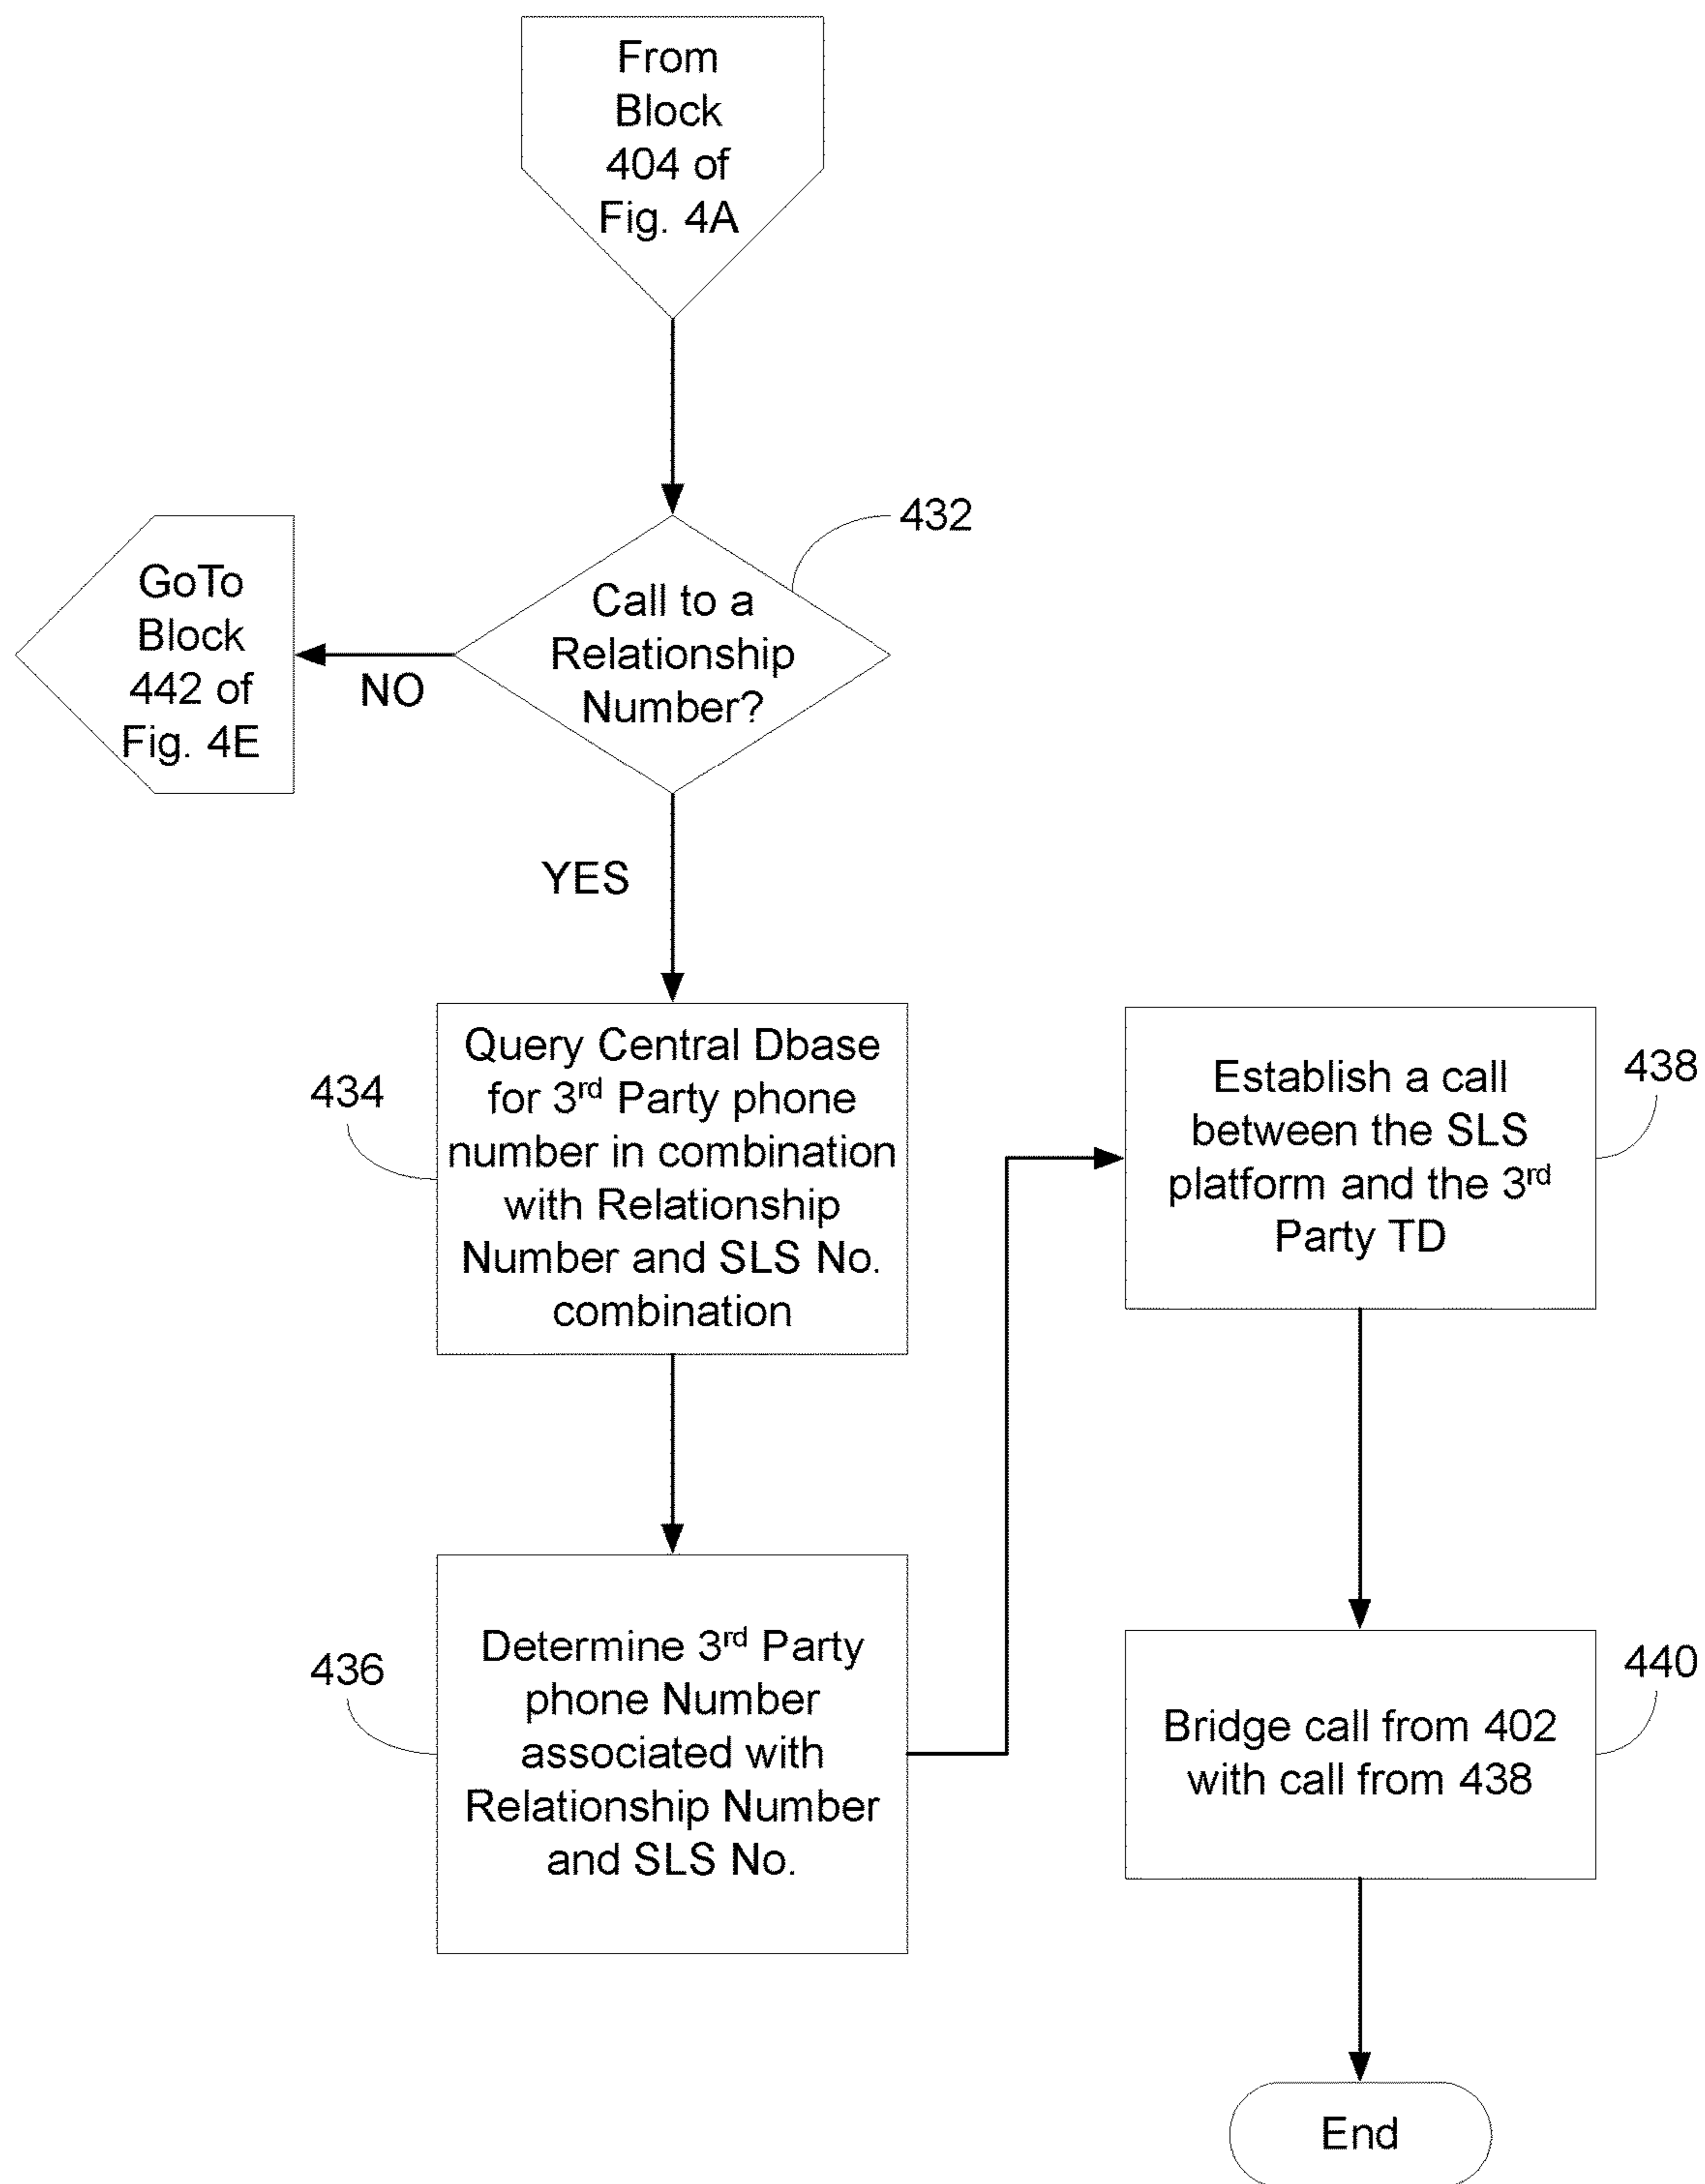 From
Block
404 of
Fig. 4A
432
Call to a
Relationship
Number?
GoTo
Block
442 of
Fig. 4E
NO
YES
434
Query Central Dbase
for 3rd Party phone
number in combination
with Relationship
Number and SLS No.
combination
436
Determine 3rd Party
phone Number
associated with
Relationship Number
and SLS No.
438
Establish a call
between the SLS
platform and the 3rd
Party TD
440
Bridge call from 402
with call from 438
End